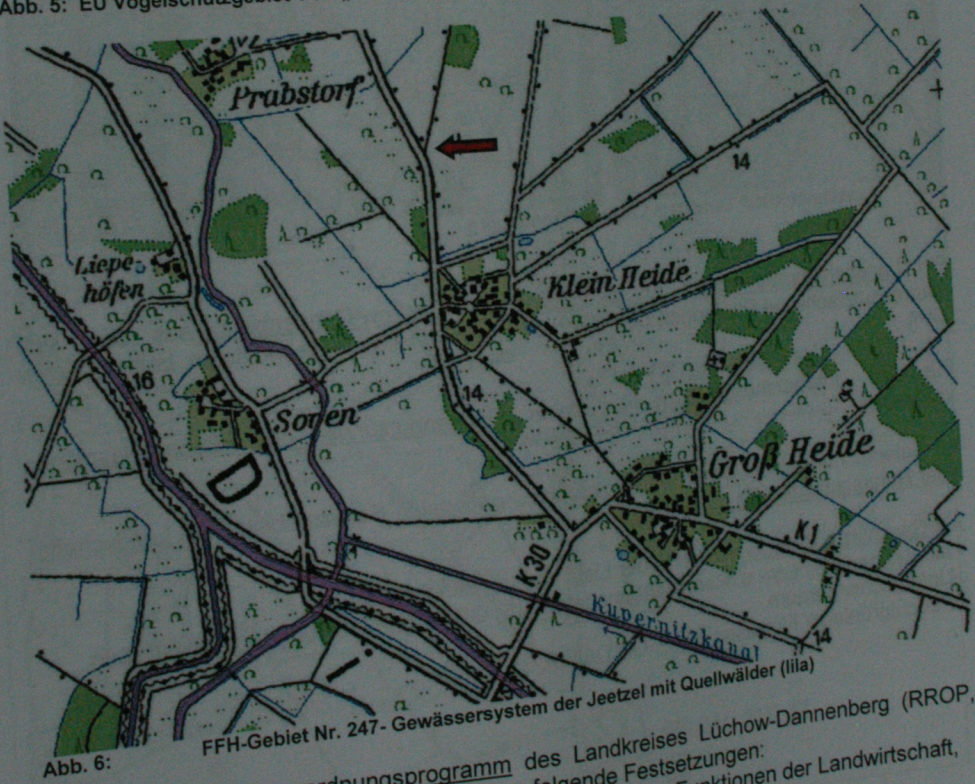 Abb. 5: EU Vogelschutzgebiet
Prabstorf
14
Liepe-
höfen
Klein Heide
16
14
Soven
Groß Heide
D
K1
K 30
Kupernitzkanal
14
Abb. 6: FFH-Gebiet Nr. 247- Gewässersystem der Jeetzel mit Quellwälder (lila)
des Landkreises Lüchow-Dannenberg (RROP,
folgende Festsetzungen:
Funktionen der Landwirtschaft,